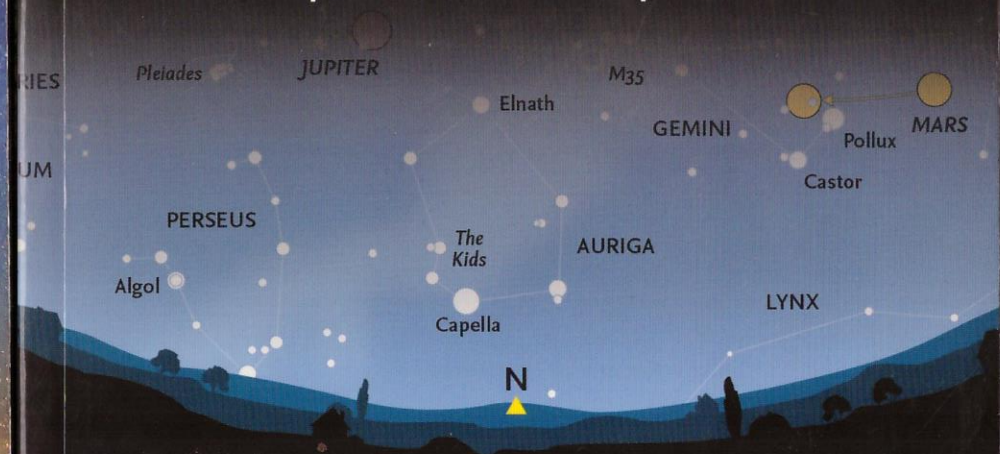 RIES
Pleiades
JUPITER
M35
Elnath
GEMINI
Pollux
MARS
UM
Castor
PERSEUS
The
Kids
AURIGA
Algol
Capella
LYNX
N